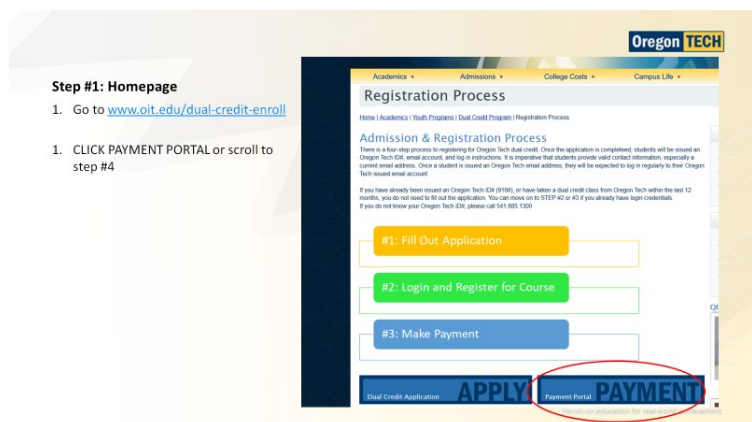 Oregon TECH
Step #1: Homepage
1. Go to www.oit.edu/dual-credit-enroll
1. CLICK PAYMENT PORTAL or scroll to
step #4
Academics Admissions College Costs Campus Life
Registration Process
Home | Academics | Youth Programs | Dual Credit Program | Registration Process
Admission & Registration Process
There is a four-step process to registering for Oregon Tech dual credit. Once the application is completed, students will be issued an
Oregon Tech ID#, email account, and log in instructions. It is imperative that students provide valid contact information, especially a
current email address. Once a student is issued an Oregon Tech email address, they will be expected to log in regularly to their Oregon
Tech issued email account.
If you have already been issued an Oregon Tech ID# (918#), or have taken a dual credit class from Oregon Tech within the last 12
months, you do not need to fill out the application. You can move on to STEP #2 or #3 if you already have login credentials.
If you do not know your Oregon Tech ID#, please call 541.885.1300
#1: Fill Out Application
#2: Login and Register for Course
#3: Make Payment
Dual Credit Application APPLY
Payment Portal PAYMENT
Hands-on education for real-world achievement.